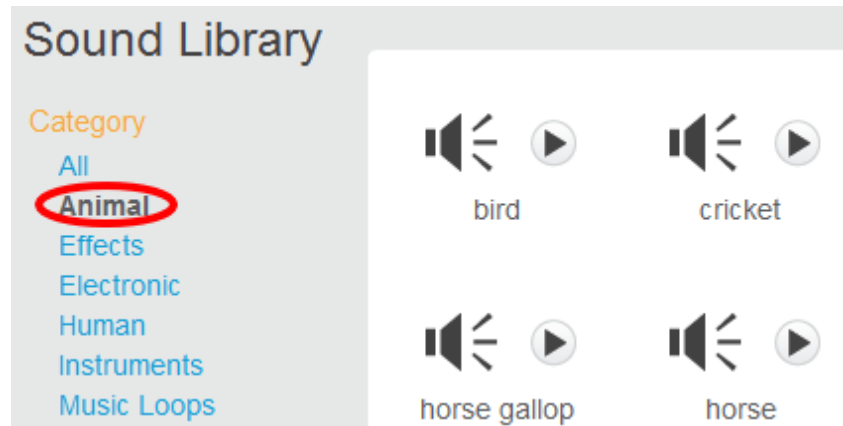 Sound Library
Category
All
Animal
Effects
Electronic
Human
Instruments
Music Loops
bird
cricket
horse gallop
horse